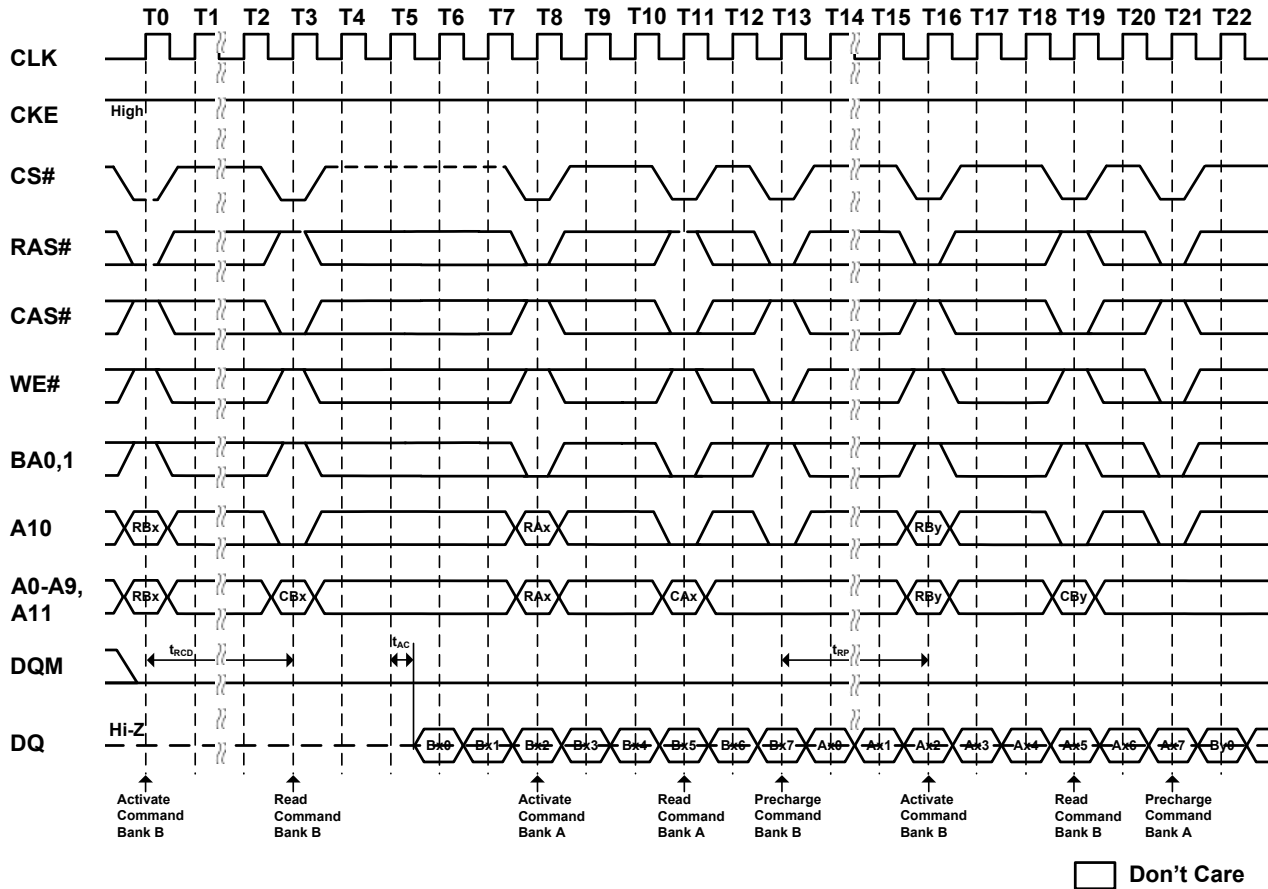 T0 T1 T2 T3 T4 T5 T6 T7 T8 T9 T10 T11 T12 T13 T14 T15 T16 T17 T18 T19 T20 T21 T22
CLK
CKE
High
CS#
RAS#
CAS#
WE#
BA0,1
A10
RBx RAx RBy
A0-A9,
A11
RBx CBx RAx CAx RBy CBy
DQM
tRCD tAC tRP
DQ
Hi-Z
Bx0 Bx1 Bx2 Bx3 Bx4 Bx5 Bx6 Bx7 Ax0 Ax1 Ax2 Ax3 Ax4 Ax5 Ax6 Ax7 By0
Activate
Command
Bank B
Read
Command
Bank B
Activate
Command
Bank A
Read
Command
Bank A
Precharge
Command
Bank B
Activate
Command
Bank B
Read
Command
Bank B
Precharge
Command
Bank A
Don't Care